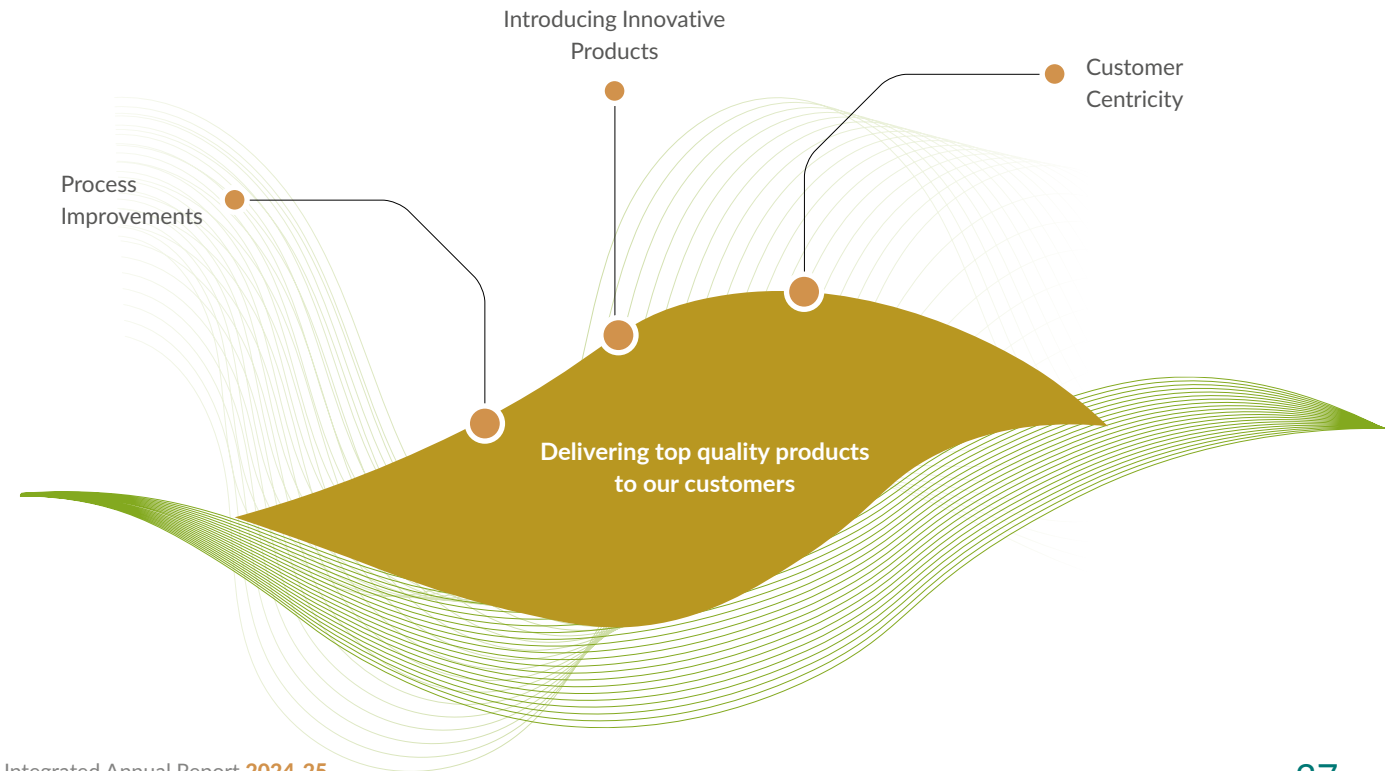 Introducing Innovative
Products
Customer
Centricity
Process
Improvements
Delivering top quality products
to our customers
Integrated Annual Report 2024-25